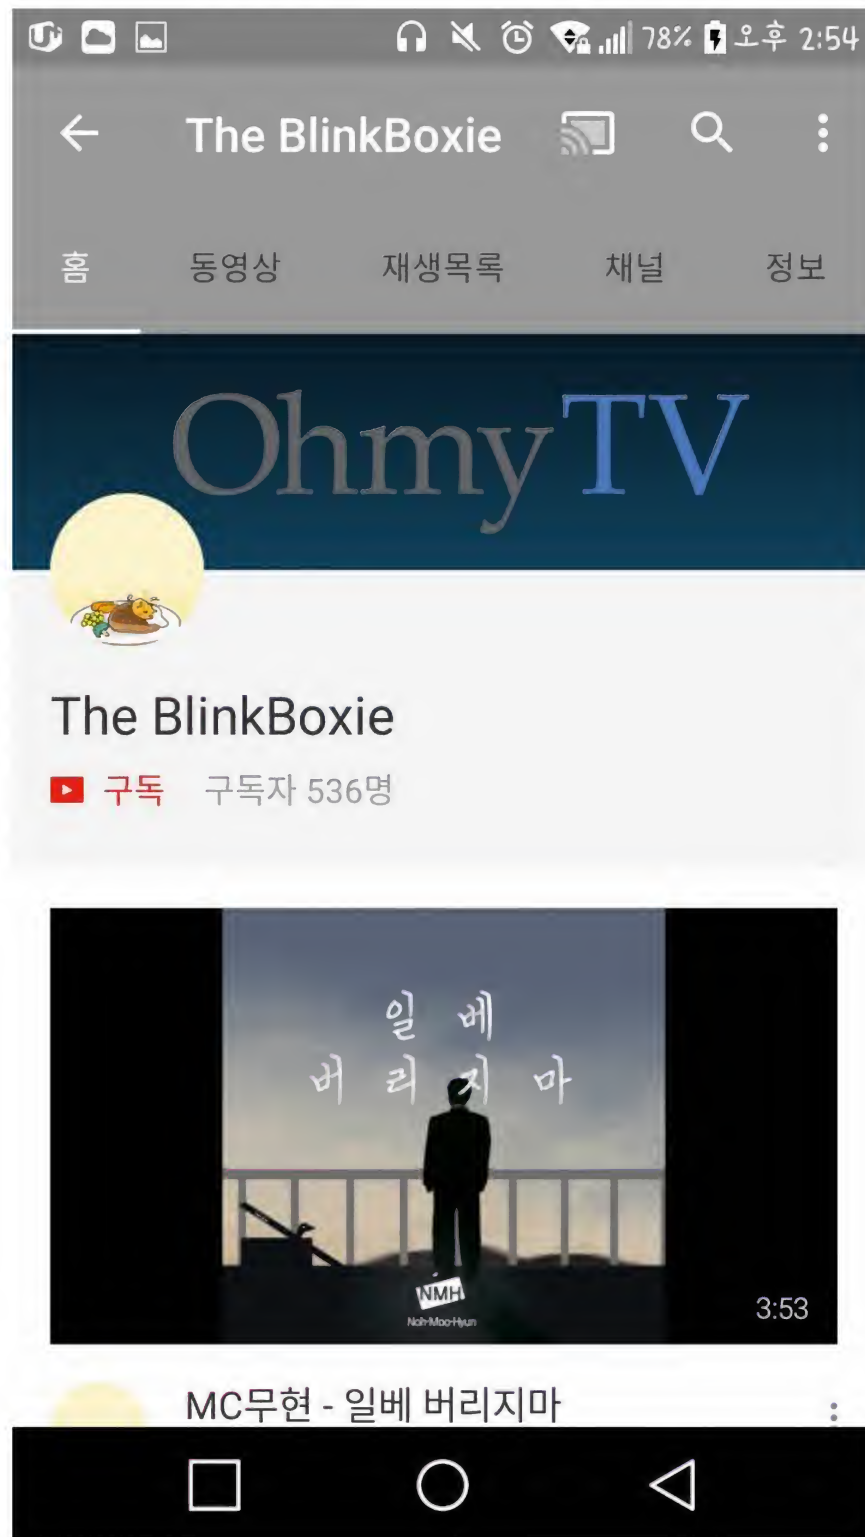 78% 오후 2:54
The BlinkBoxie
홈 동영상 재생목록 채널 정보
OhmyTV
The BlinkBoxie
구독 구독자 536명
일베
버리지마
NMH
Noh-Moo-Hyun
3:53
MC무현 - 일베 버리지마